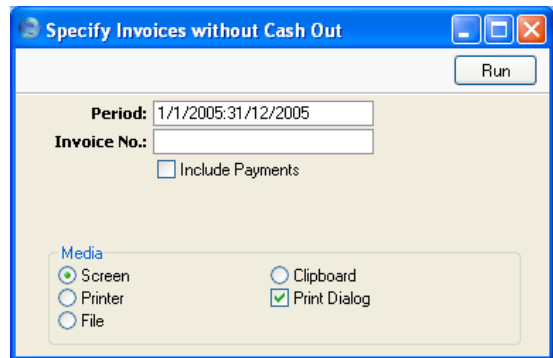 Specify Invoices without Cash Out
Run
Period: 1/1/2005:31/12/2005
Invoice No.:
Include Payments
Media
Screen Clipboard
Printer Print Dialog
File